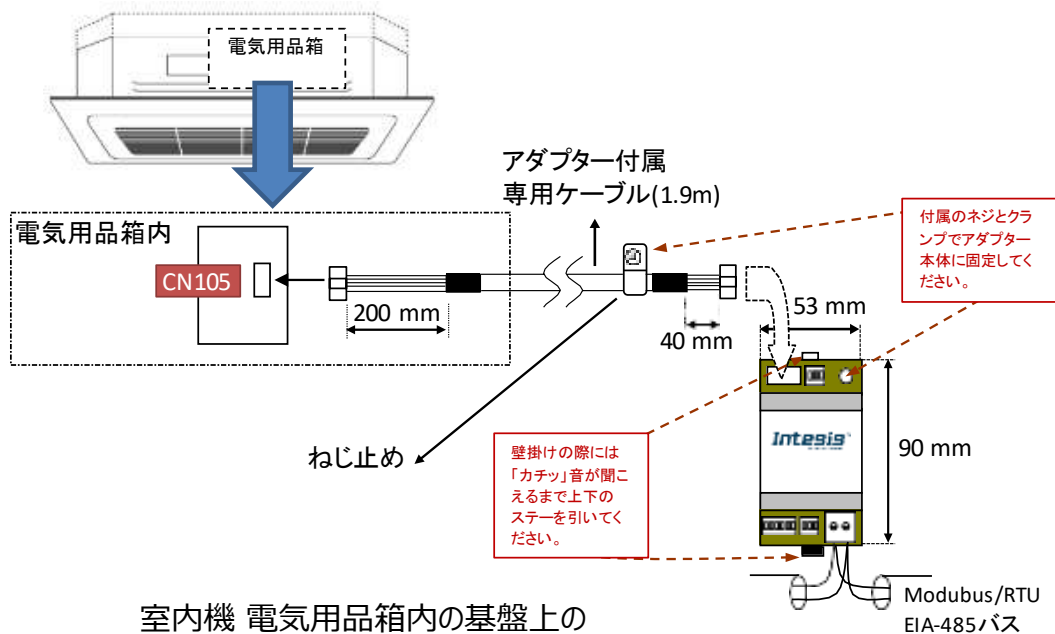 電気用品箱
アダプター付属
専用ケーブル(1.9m)
付属のネジとクラ
ンプでアダプター
本体に固定してく
ださい。
電気用品箱内
CN105
200 mm
40 mm
53 mm
Intesis
90 mm
ねじ止め
壁掛けの際には
「カチッ」音が聞こ
えるまで上下の
ステーを引いてく
ださい。
Modubus/RTU
EIA-485バス
室内機 電気用品箱内の基盤上の